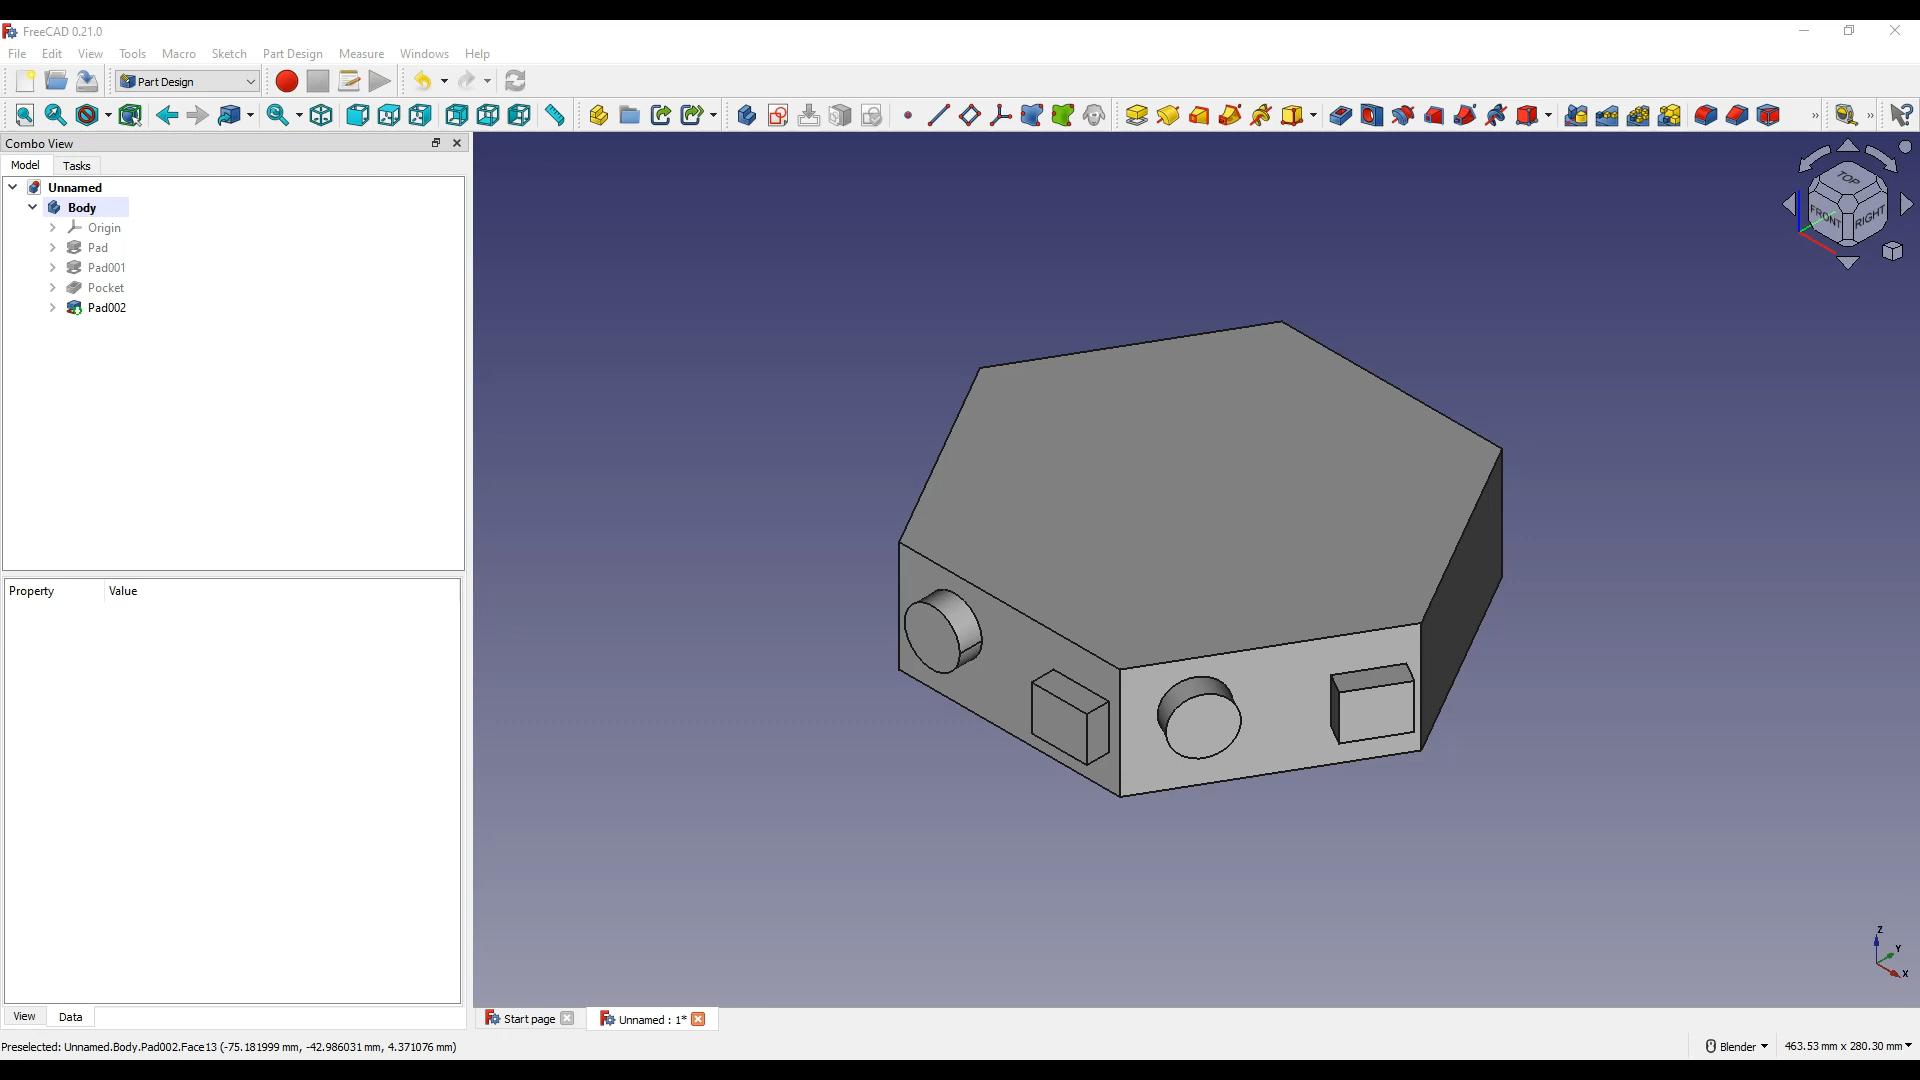 FreeCAD 0.21.0
File Edit View Tools Macro Sketch Part Design Measure Windows Help
Part Design
Combo View
Model Tasks
Unnamed
Body
Origin
Pad
Pad001
Pocket
Pad002
Property Value
TOP
FRONT RIGHT
Z
Y
X
View Data
Start page
Unnamed : 1*
Preselected: Unnamed.Body.Pad002.Face13 (-75.181999 mm, -42.986031 mm, 4.371076 mm)
Blender
463.53 mm x 280.30 mm